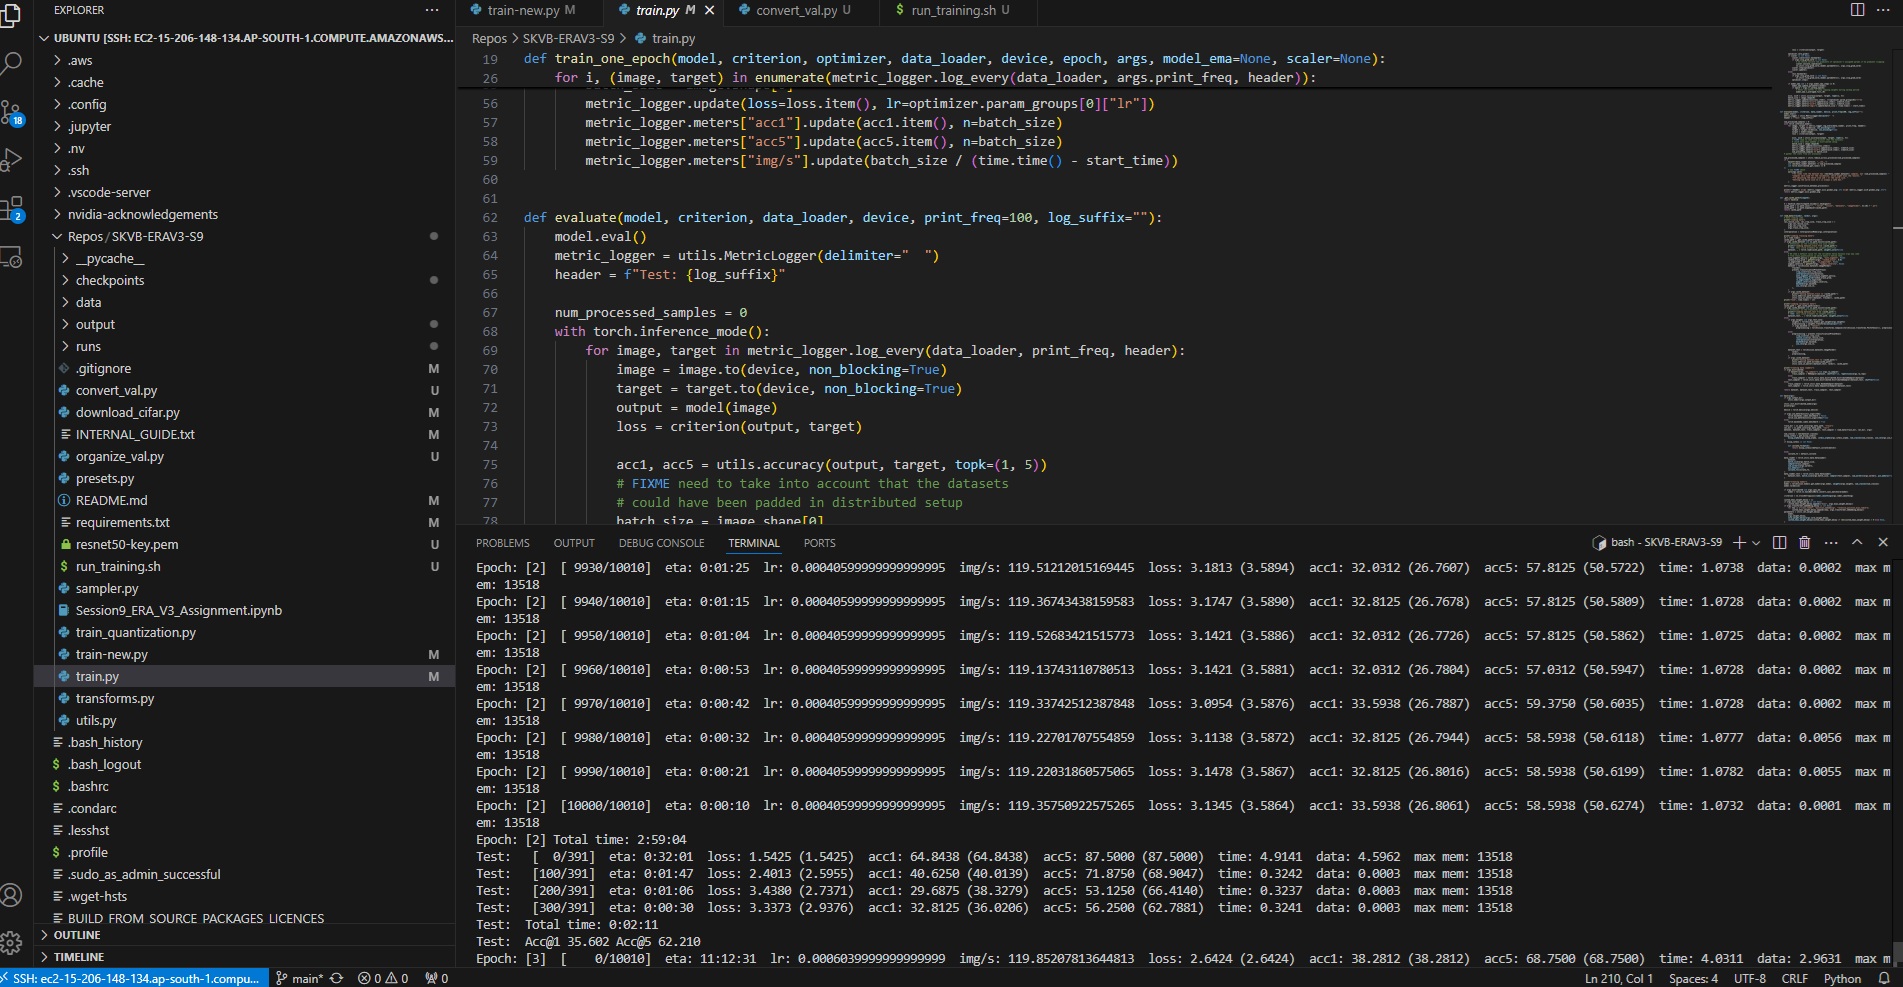 EXPLORER
UBUNTU [SSH: EC2-15-206-148-134.AP-SOUTH-1.COMPUTE.AMAZONAWS...
.aws
.cache
.config
.jupyter
.nv
.ssh
.vscode-server
nvidia-acknowledgements
Repos/SKVB-ERAV3-S9
__pycache__
checkpoints
data
output
runs
.gitignore M
convert_val.py U
download_cifar.py M
INTERNAL_GUIDE.txt M
organize_val.py U
presets.py
README.md M
requirements.txt M
resnet50-key.pem U
run_training.sh U
sampler.py
Session9_ERA_V3_Assignment.ipynb
train_quantization.py
train-new.py M
train.py M
transforms.py
utils.py
.bash_history
.bash_logout
.bashrc
.condarc
.lesshst
.profile
.sudo_as_admin_successful
.wget-hsts
BUILD_FROM_SOURCE_PACKAGES_LICENCES
OUTLINE
TIMELINE
18
2
train-new.py M train.py M convert_val.py U run_training.sh U
Repos > SKVB-ERAV3-S9 > train.py
19 def train_one_epoch(model, criterion, optimizer, data_loader, device, epoch, args, model_ema=None, scaler=None):
26 for i, (image, target) in enumerate(metric_logger.log_every(data_loader, args.print_freq, header)):
56 metric_logger.update(loss=loss.item(), lr=optimizer.param_groups[0]["lr"])
57 metric_logger.meters["acc1"].update(acc1.item(), n=batch_size)
58 metric_logger.meters["acc5"].update(acc5.item(), n=batch_size)
59 metric_logger.meters["img/s"].update(batch_size / (time.time() - start_time))
60
61
62 def evaluate(model, criterion, data_loader, device, print_freq=100, log_suffix=""):
63 model.eval()
64 metric_logger = utils.MetricLogger(delimiter="  ")
65 header = f"Test: {log_suffix}"
66
67 num_processed_samples = 0
68 with torch.inference_mode():
69 for image, target in metric_logger.log_every(data_loader, print_freq, header):
70 image = image.to(device, non_blocking=True)
71 target = target.to(device, non_blocking=True)
72 output = model(image)
73 loss = criterion(output, target)
74
75 acc1, acc5 = utils.accuracy(output, target, topk=(1, 5))
76 # FIXME need to take into account that the datasets
77 # could have been padded in distributed setup
78 batch_size = image.shape[0]
PROBLEMS OUTPUT DEBUG CONSOLE TERMINAL PORTS
bash - SKVB-ERAV3-S9
Epoch: [2] [ 9930/10010] eta: 0:01:25 lr: 0.00040599999999999995 img/s: 119.51212015169445 loss: 3.1813 (3.5894) acc1: 32.0312 (26.7607) acc5: 57.8125 (50.5722) time: 1.0738 data: 0.0002 max m
em: 13518
Epoch: [2] [ 9940/10010] eta: 0:01:15 lr: 0.00040599999999999995 img/s: 119.36743438159583 loss: 3.1747 (3.5890) acc1: 32.8125 (26.7678) acc5: 57.8125 (50.5809) time: 1.0728 data: 0.0002 max m
em: 13518
Epoch: [2] [ 9950/10010] eta: 0:01:04 lr: 0.00040599999999999995 img/s: 119.52683421515773 loss: 3.1421 (3.5886) acc1: 32.0312 (26.7726) acc5: 57.8125 (50.5862) time: 1.0725 data: 0.0002 max m
em: 13518
Epoch: [2] [ 9960/10010] eta: 0:00:53 lr: 0.00040599999999999995 img/s: 119.13743110780513 loss: 3.1421 (3.5881) acc1: 32.0312 (26.7804) acc5: 57.0312 (50.5947) time: 1.0728 data: 0.0002 max m
em: 13518
Epoch: [2] [ 9970/10010] eta: 0:00:42 lr: 0.00040599999999999995 img/s: 119.33742512387848 loss: 3.0954 (3.5876) acc1: 33.5938 (26.7887) acc5: 59.3750 (50.6035) time: 1.0728 data: 0.0002 max m
em: 13518
Epoch: [2] [ 9980/10010] eta: 0:00:32 lr: 0.00040599999999999995 img/s: 119.22701707554859 loss: 3.1138 (3.5872) acc1: 32.8125 (26.7944) acc5: 58.5938 (50.6118) time: 1.0777 data: 0.0056 max m
em: 13518
Epoch: [2] [ 9990/10010] eta: 0:00:21 lr: 0.00040599999999999995 img/s: 119.22031860575065 loss: 3.1478 (3.5867) acc1: 32.8125 (26.8016) acc5: 58.5938 (50.6199) time: 1.0782 data: 0.0055 max m
em: 13518
Epoch: [2] [10000/10010] eta: 0:00:10 lr: 0.00040599999999999995 img/s: 119.35750922575265 loss: 3.1345 (3.5864) acc1: 33.5938 (26.8061) acc5: 58.5938 (50.6274) time: 1.0732 data: 0.0001 max m
em: 13518
Epoch: [2] Total time: 2:59:04
Test: [ 0/391] eta: 0:32:01 loss: 1.5425 (1.5425) acc1: 64.8438 (64.8438) acc5: 87.5000 (87.5000) time: 4.9141 data: 4.5962 max mem: 13518
Test: [100/391] eta: 0:01:47 loss: 2.4013 (2.5955) acc1: 40.6250 (40.0139) acc5: 71.8750 (68.9047) time: 0.3242 data: 0.0003 max mem: 13518
Test: [200/391] eta: 0:01:06 loss: 3.4380 (2.7371) acc1: 29.6875 (38.3279) acc5: 53.1250 (66.4140) time: 0.3237 data: 0.0003 max mem: 13518
Test: [300/391] eta: 0:00:30 loss: 3.3373 (2.9376) acc1: 32.8125 (36.0206) acc5: 56.2500 (62.7881) time: 0.3241 data: 0.0003 max mem: 13518
Test: Total time: 0:02:11
Test: Acc@1 35.602 Acc@5 62.210
Epoch: [3] [ 0/10010] eta: 11:12:31 lr: 0.0006039999999999999 img/s: 119.85207813644813 loss: 2.6424 (2.6424) acc1: 38.2812 (38.2812) acc5: 68.7500 (68.7500) time: 4.0311 data: 2.9631 max m
SSH: ec2-15-206-148-134.ap-south-1.compu... main* 0 0 0 Ln 210, Col 1 Spaces: 4 UTF-8 CRLF Python